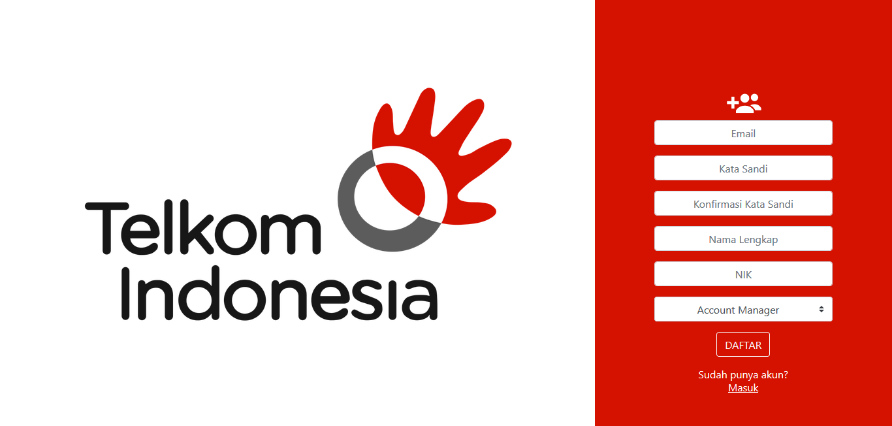 Telkom
Indonesia
Email
Kata Sandi
Konfirmasi Kata Sandi
Nama Lengkap
NIK
Account Manager
DAFTAR
Sudah punya akun?
Masuk